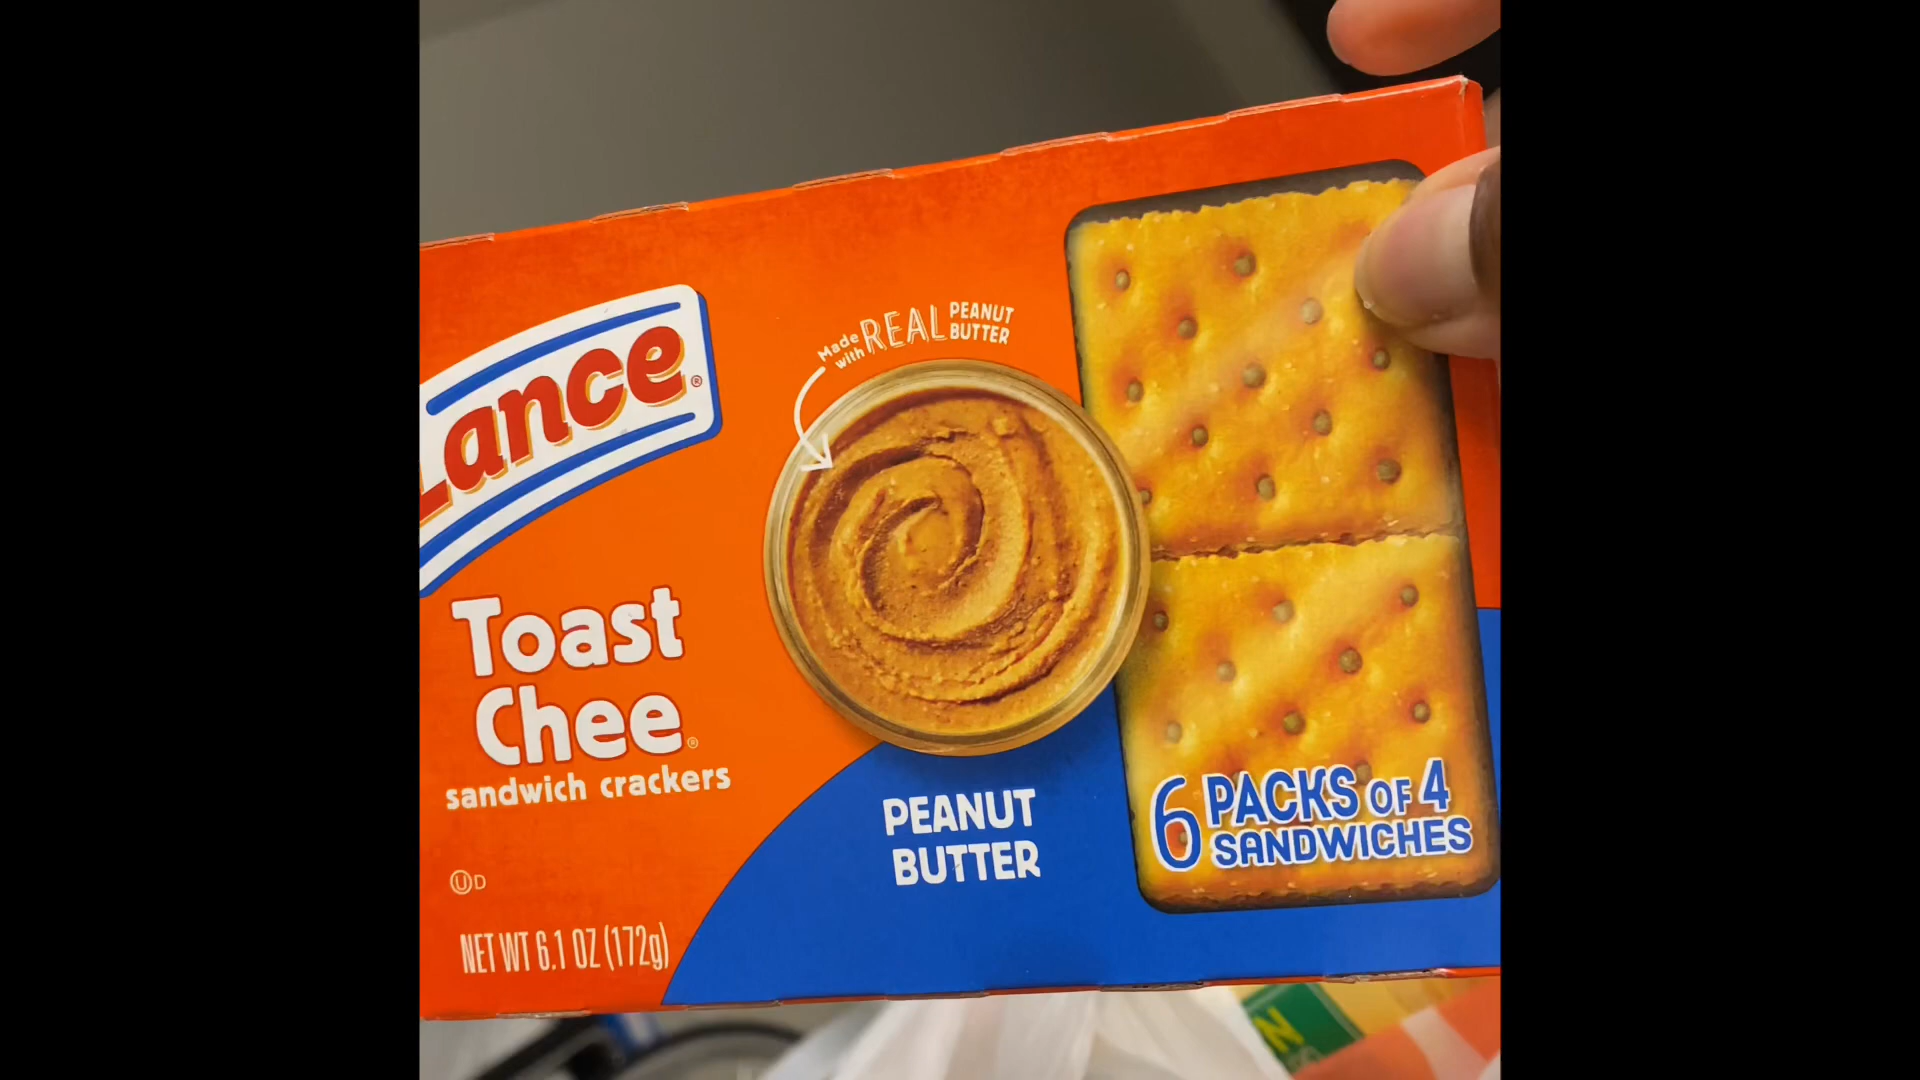 Lance®
Made with REAL PEANUT BUTTER
Toast
Chee®
sandwich crackers
PEANUT
BUTTER
6 PACKS OF 4
SANDWICHES
UD
NET WT 6.1 OZ (172g)